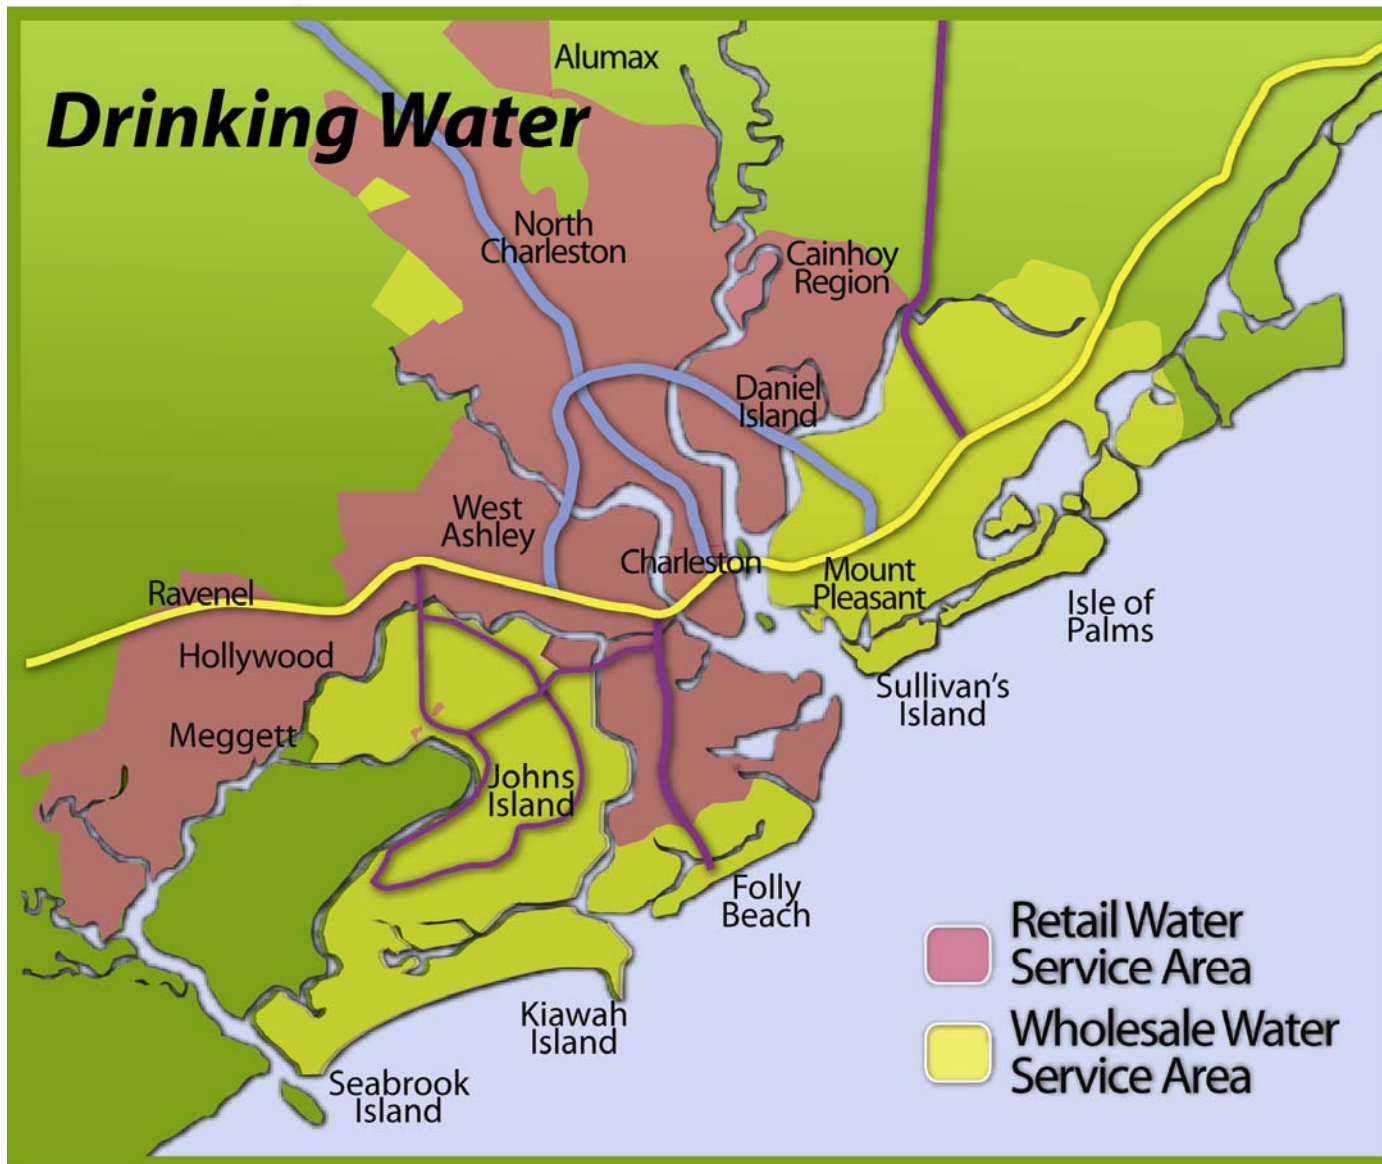 Alumax
Drinking Water
North
Charleston
Cainhoy
Region
Daniel
Island
West
Ashley
Charleston
Mount
Pleasant
Ravenel
Isle of
Palms
Hollywood
Sullivan's
Island
Meggett
Johns
Island
Folly
Beach
Retail Water
Service Area
Kiawah
Island
Wholesale Water
Service Area
Seabrook
Island